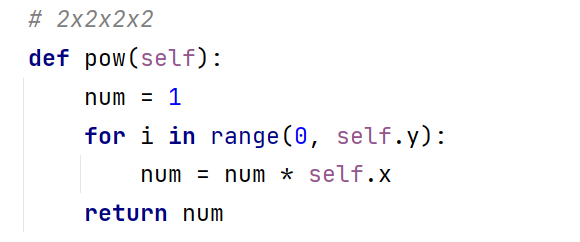 # 2x2x2x2
def pow(self):
    num = 1
    for i in range(0, self.y):
        num = num * self.x
    return num